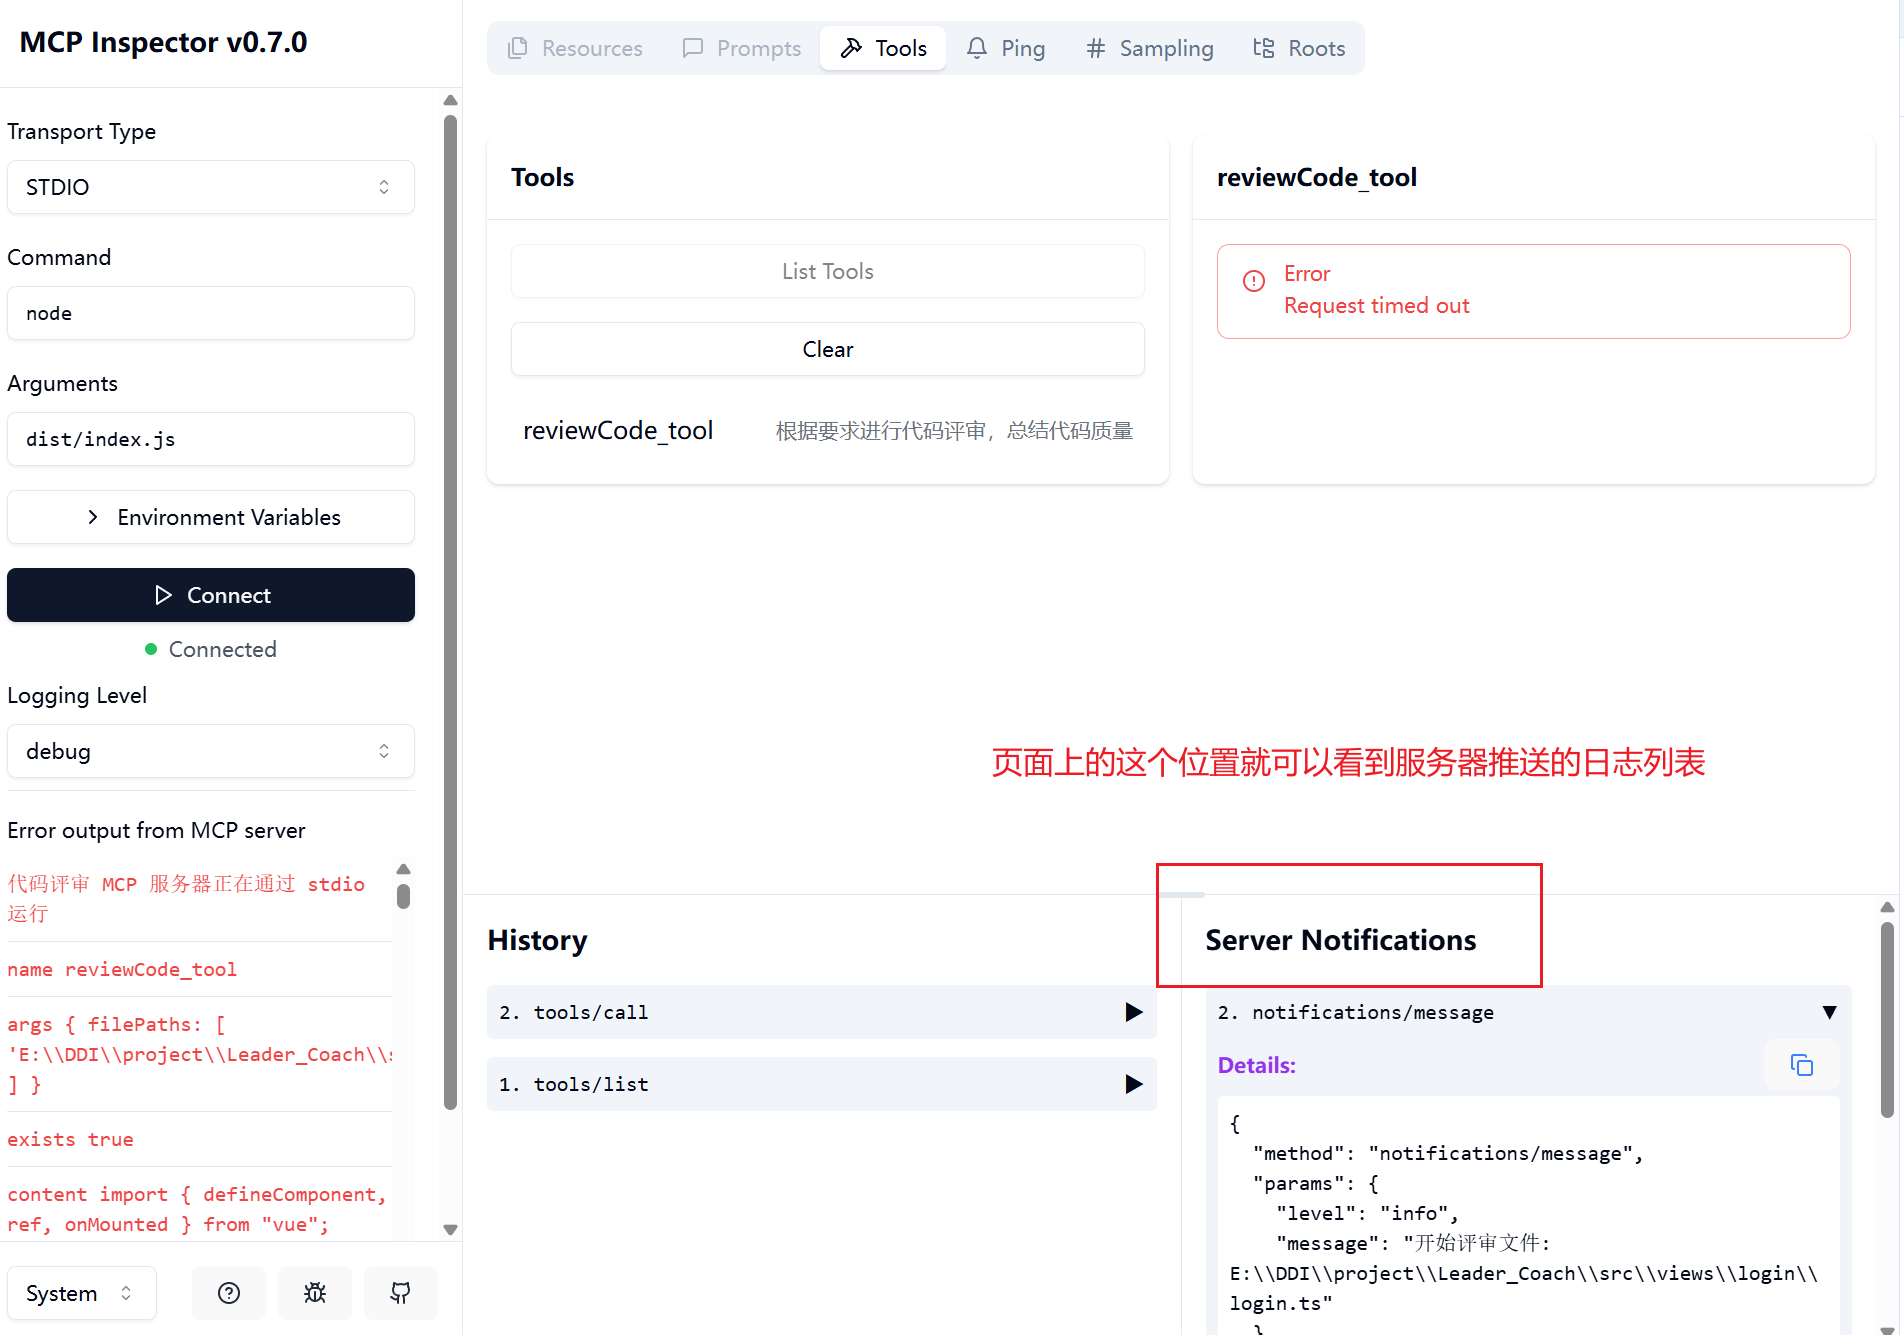 MCP Inspector v0.7.0
Transport Type
STDIO
Command
node
Arguments
dist/index.js
Environment Variables
Connect
Connected
Logging Level
debug
Error output from MCP server
代码评审 MCP 服务器正在通过 stdio
运行
name reviewCode_tool
args { filePaths: [
'E:\\DDI\\project\\Leader_Coach\\s
] }
exists true
content import { defineComponent,
ref, onMounted } from "vue";
System
Resources
Prompts
Tools
Ping
Sampling
Roots
Tools
List Tools
Clear
reviewCode_tool 根据要求进行代码评审，总结代码质量
reviewCode_tool
Error
Request timed out
页面上的这个位置就可以看到服务器推送的日志列表
History
2. tools/call
1. tools/list
Server Notifications
2. notifications/message
Details:
{
"method": "notifications/message",
"params": {
"level": "info",
"message": "开始评审文件:
E:\\DDI\\project\\Leader_Coach\\src\\views\\login\\
login.ts"
}